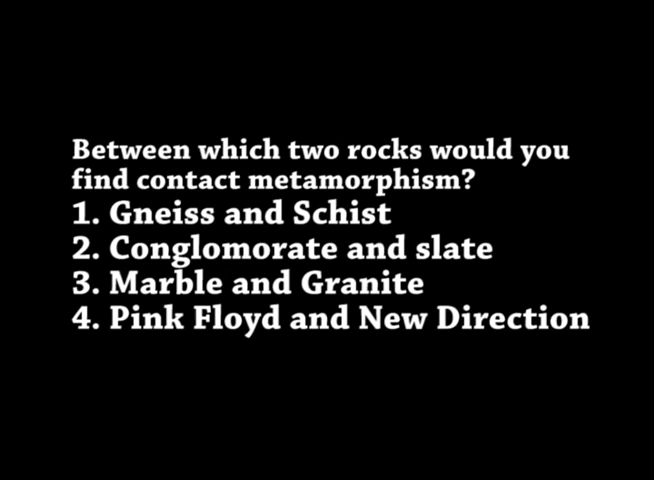 Between which two rocks would you
find contact metamorphism?
1. Gneiss and Schist
2. Conglomorate and slate
3. Marble and Granite
4. Pink Floyd and New Direction